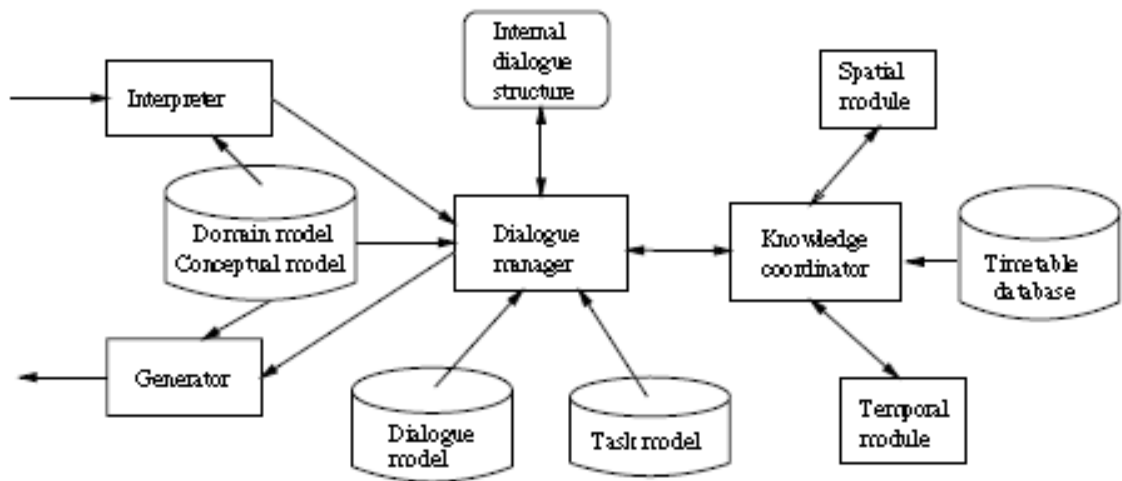 Internal
dialogue
structure
Interpreter
Spatial
module
Domain model
Conceptual model
Dialogue
manager
Knowledge
coordinator
Timetable
database
Generator
Dialogue
model
Task model
Temporal
module